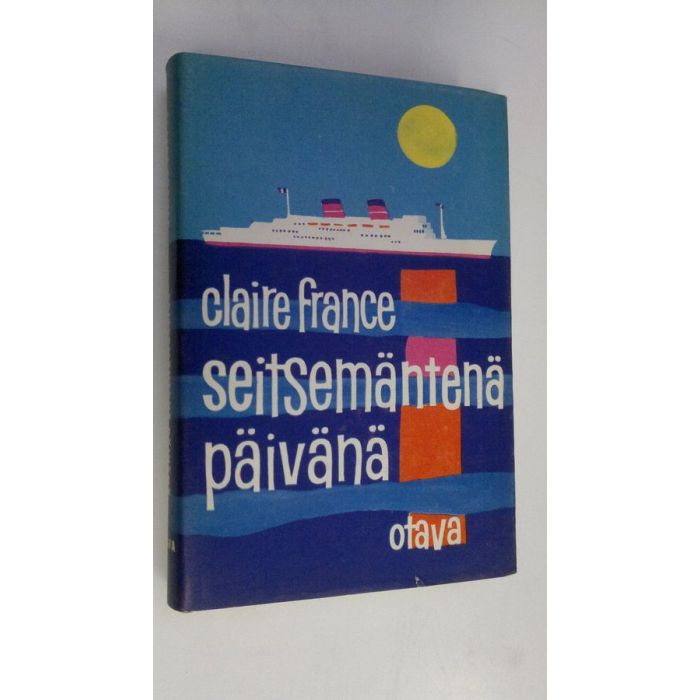 claire france
seitsemäntenä
päivänä
otava